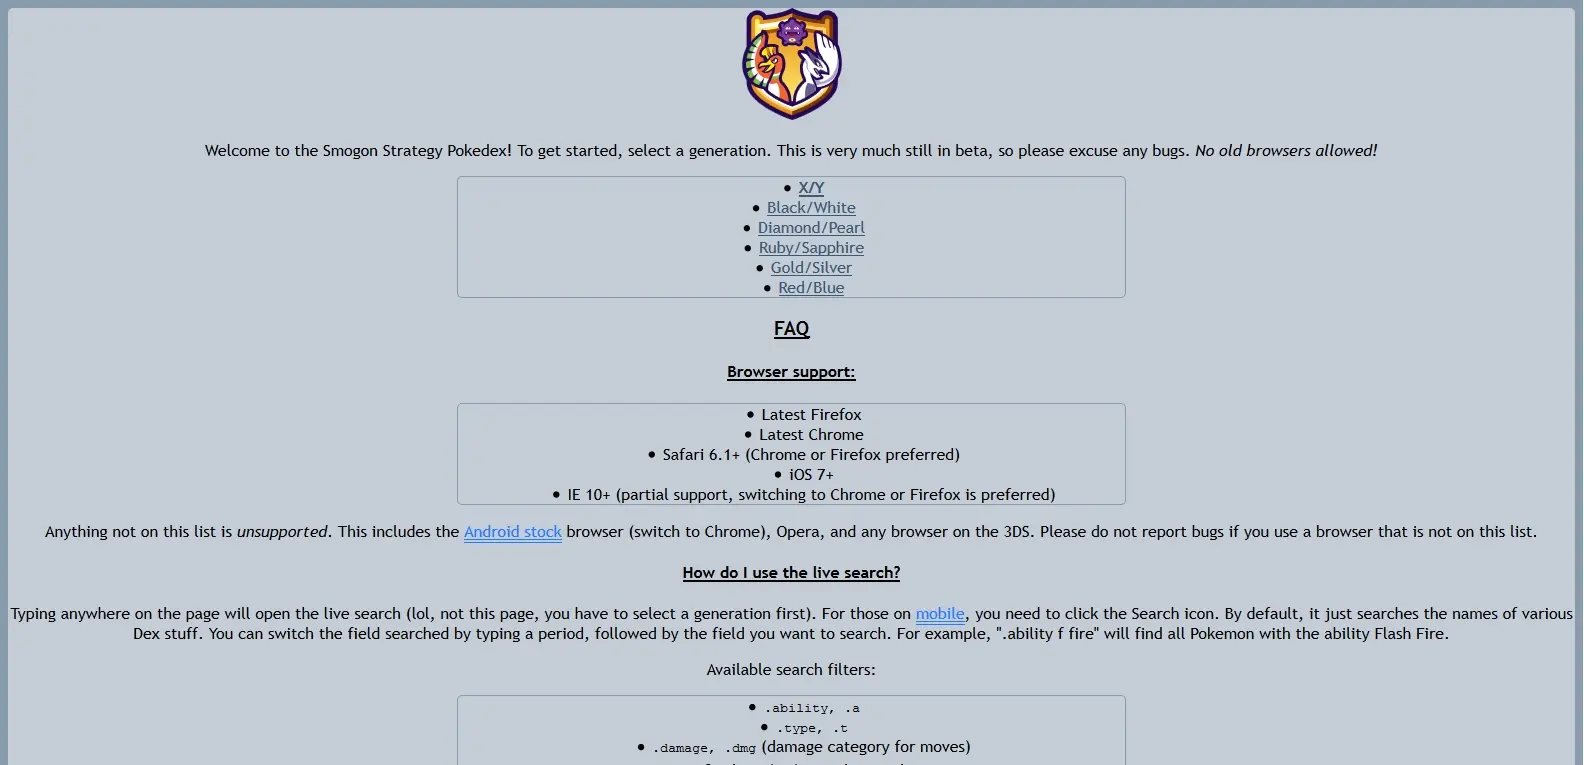 Welcome to the Smogon Strategy Pokedex! To get started, select a generation. This is very much still in beta, so please excuse any bugs. No old browsers allowed!
• X/Y
• Black/White
• Diamond/Pearl
• Ruby/Sapphire
• Gold/Silver
• Red/Blue
FAQ
Browser support:
• Latest Firefox
• Latest Chrome
• Safari 6.1+ (Chrome or Firefox preferred)
• iOS 7+
• IE 10+ (partial support, switching to Chrome or Firefox is preferred)
Anything not on this list is unsupported. This includes the Android stock browser (switch to Chrome), Opera, and any browser on the 3DS. Please do not report bugs if you use a browser that is not on this list.
How do I use the live search?
Typing anywhere on the page will open the live search (lol, not this page, you have to select a generation first). For those on mobile, you need to click the Search icon. By default, it just searches the names of various
Dex stuff. You can switch the field searched by typing a period, followed by the field you want to search. For example, ".ability f fire" will find all Pokemon with the ability Flash Fire.
Available search filters:
• .ability, .a
• .type, .t
• .damage, .dmg (damage category for moves)